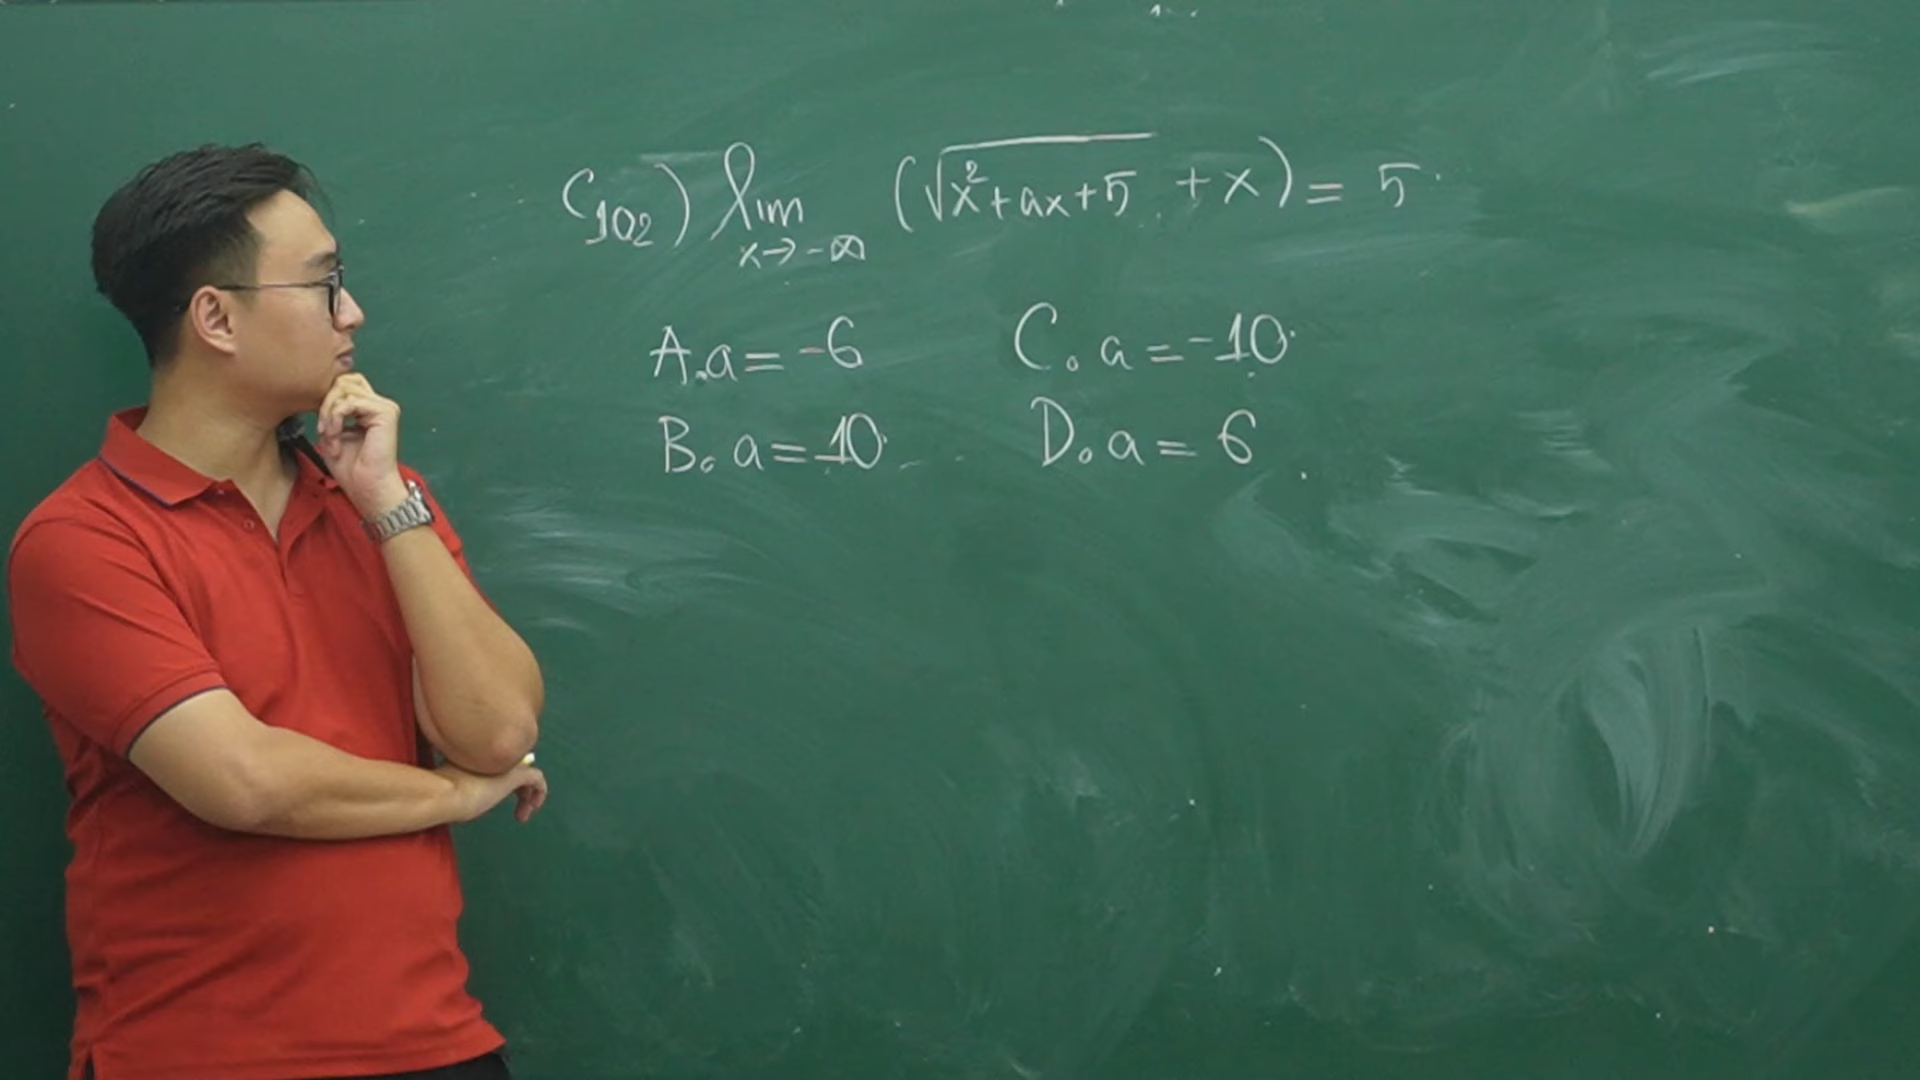 C102) lim (√x²+ax+5 + x) = 5
x→-∞
A. a = -6 C. a = -10
B. a = 10 D. a = 6